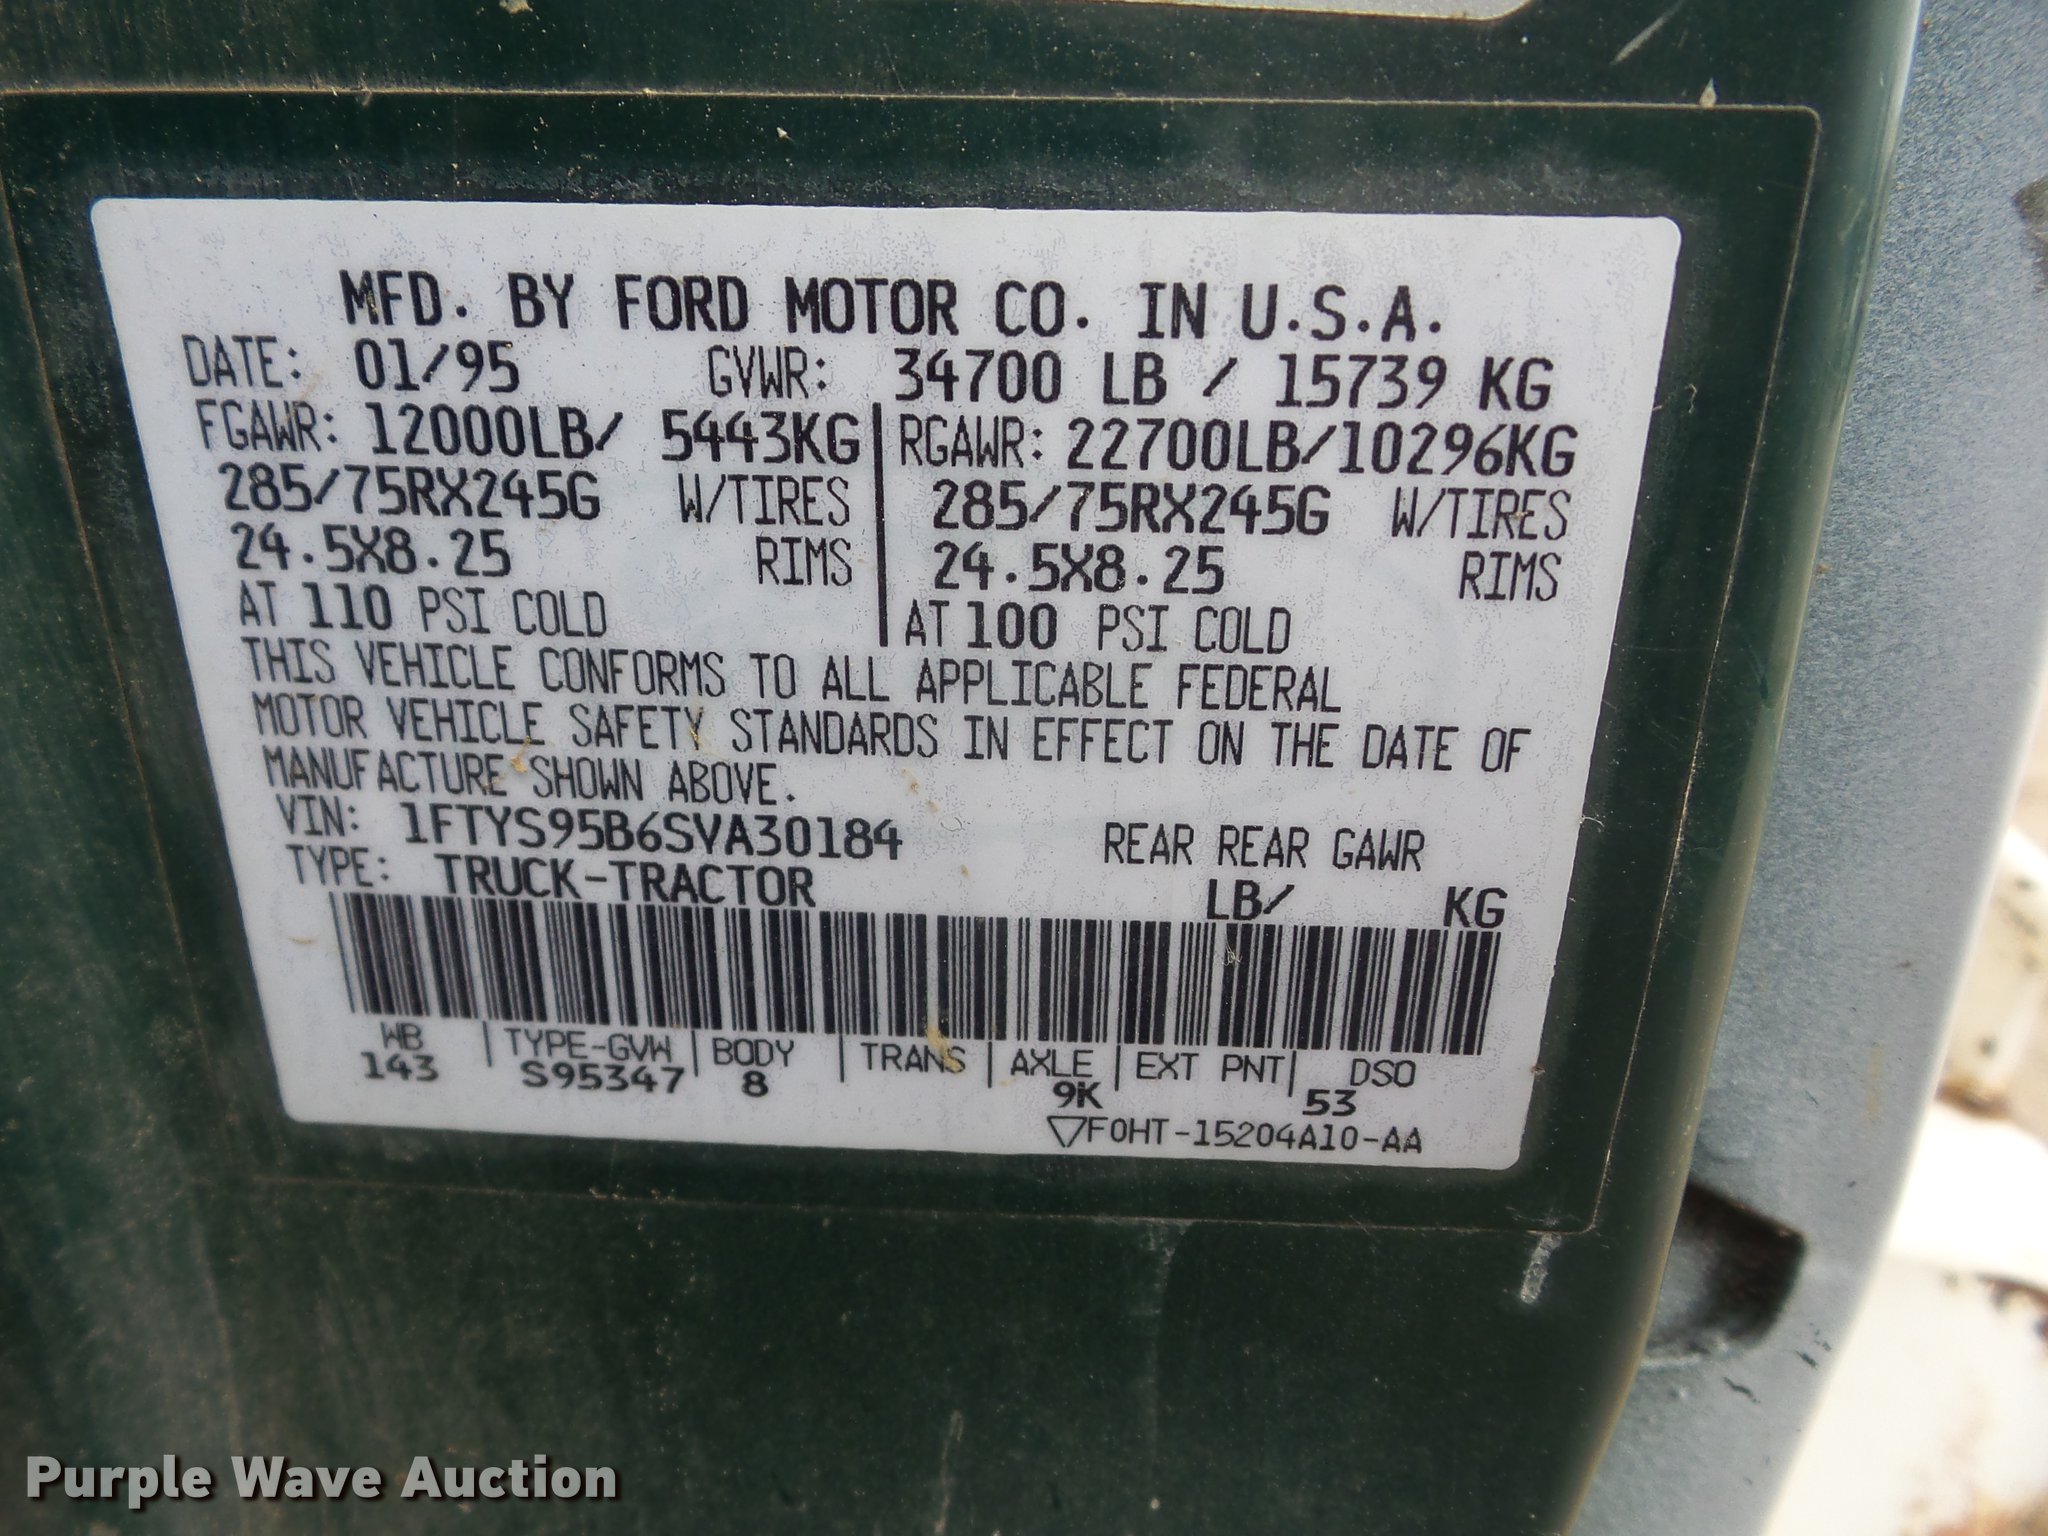 MFD. BY FORD MOTOR CO. IN U.S.A.
DATE: 01/95 GVWR: 34700 LB / 15739 KG
FGAWR: 12000LB/ 5443KG RGAWR: 22700LB/10296KG
285/75RX245G W/TIRES 285/75RX245G W/TIRES
24.5X8.25 RIMS 24.5X8.25 RIMS
AT 110 PSI COLD AT 100 PSI COLD
THIS VEHICLE CONFORMS TO ALL APPLICABLE FEDERAL
MOTOR VEHICLE SAFETY STANDARDS IN EFFECT ON THE DATE OF
MANUFACTURE SHOWN ABOVE.
VIN: 1FTYS95B6SVA30184 REAR REAR GAWR
TYPE: TRUCK-TRACTOR LB/ KG
WB TYPE-GVW BODY TRANS AXLE EXT PNT DSO
143 S95347 8 9K 53
F0HT-15204A10-AA
Purple Wave Auction